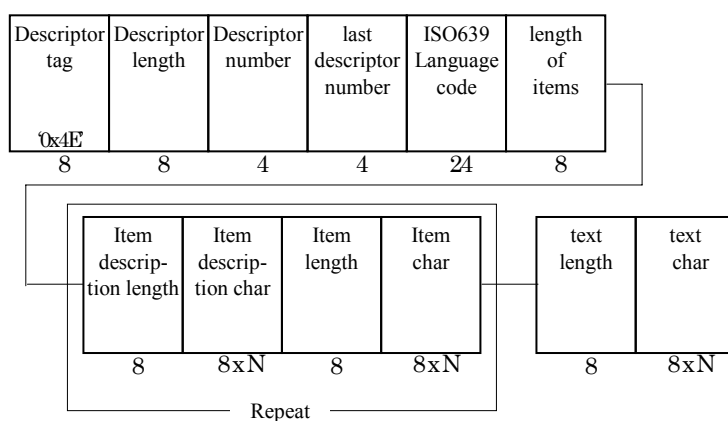 Descriptor Descriptor Descriptor last ISO639 length
tag length number descriptor Language of
number code items
'0x4E'
8 8 4 4 24 8
Item Item Item Item text text
descrip- descrip- length char length char
tion length tion char
8 8xN 8 8xN 8 8xN
Repeat